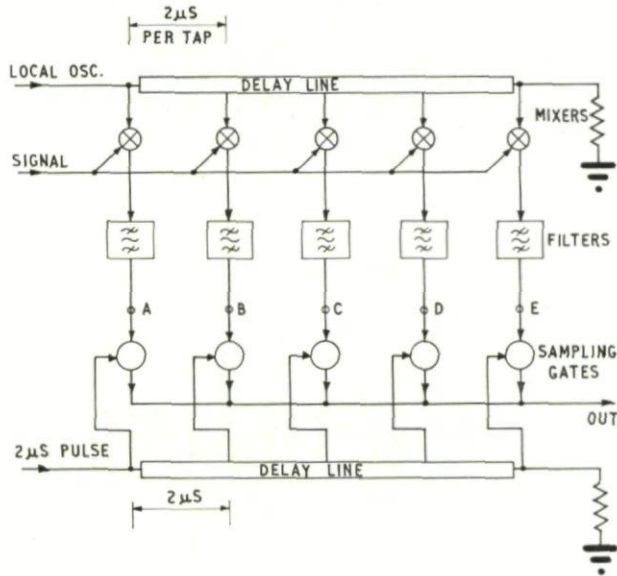 2μS
PER TAP
LOCAL OSC.
DELAY LINE
MIXERS
SIGNAL
FILTERS
A
B
C
D
E
SAMPLING
GATES
OUT
2μS PULSE
DELAY LINE
2μS